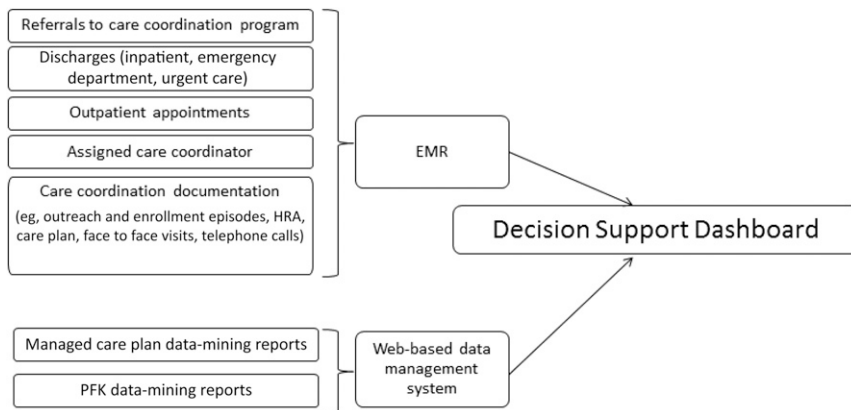 Referrals to care coordination program
Discharges (inpatient, emergency
department, urgent care)
Outpatient appointments
Assigned care coordinator
Care coordination documentation
(eg, outreach and enrollment episodes, HRA,
care plan, face to face visits, telephone calls)
EMR
Decision Support Dashboard
Managed care plan data-mining reports
PFK data-mining reports
Web-based data
management
system